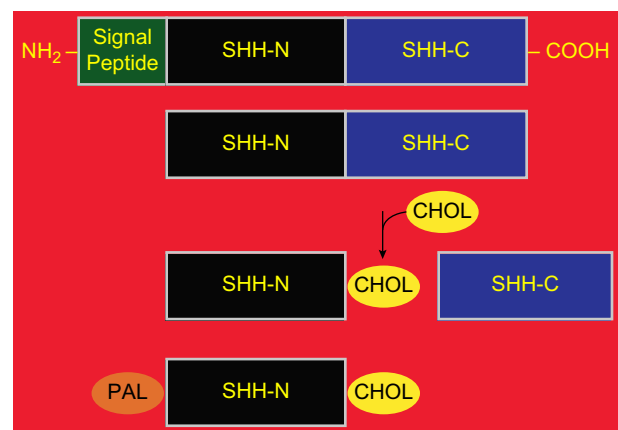 NH₂ – Signal Peptide SHH-N SHH-C – COOH
SHH-N SHH-C
CHOL
SHH-N CHOL SHH-C
PAL SHH-N CHOL